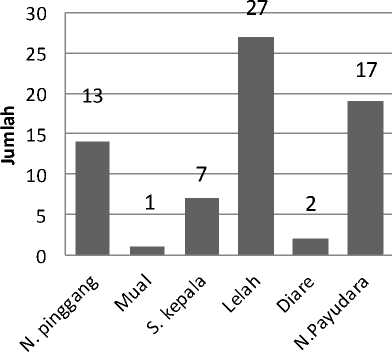 Jumlah
30
25
20
15
10
5
0
13
1
7
27
2
17
N. pinggang
Mual
S. kepala
Lelah
Diare
N.Payudara